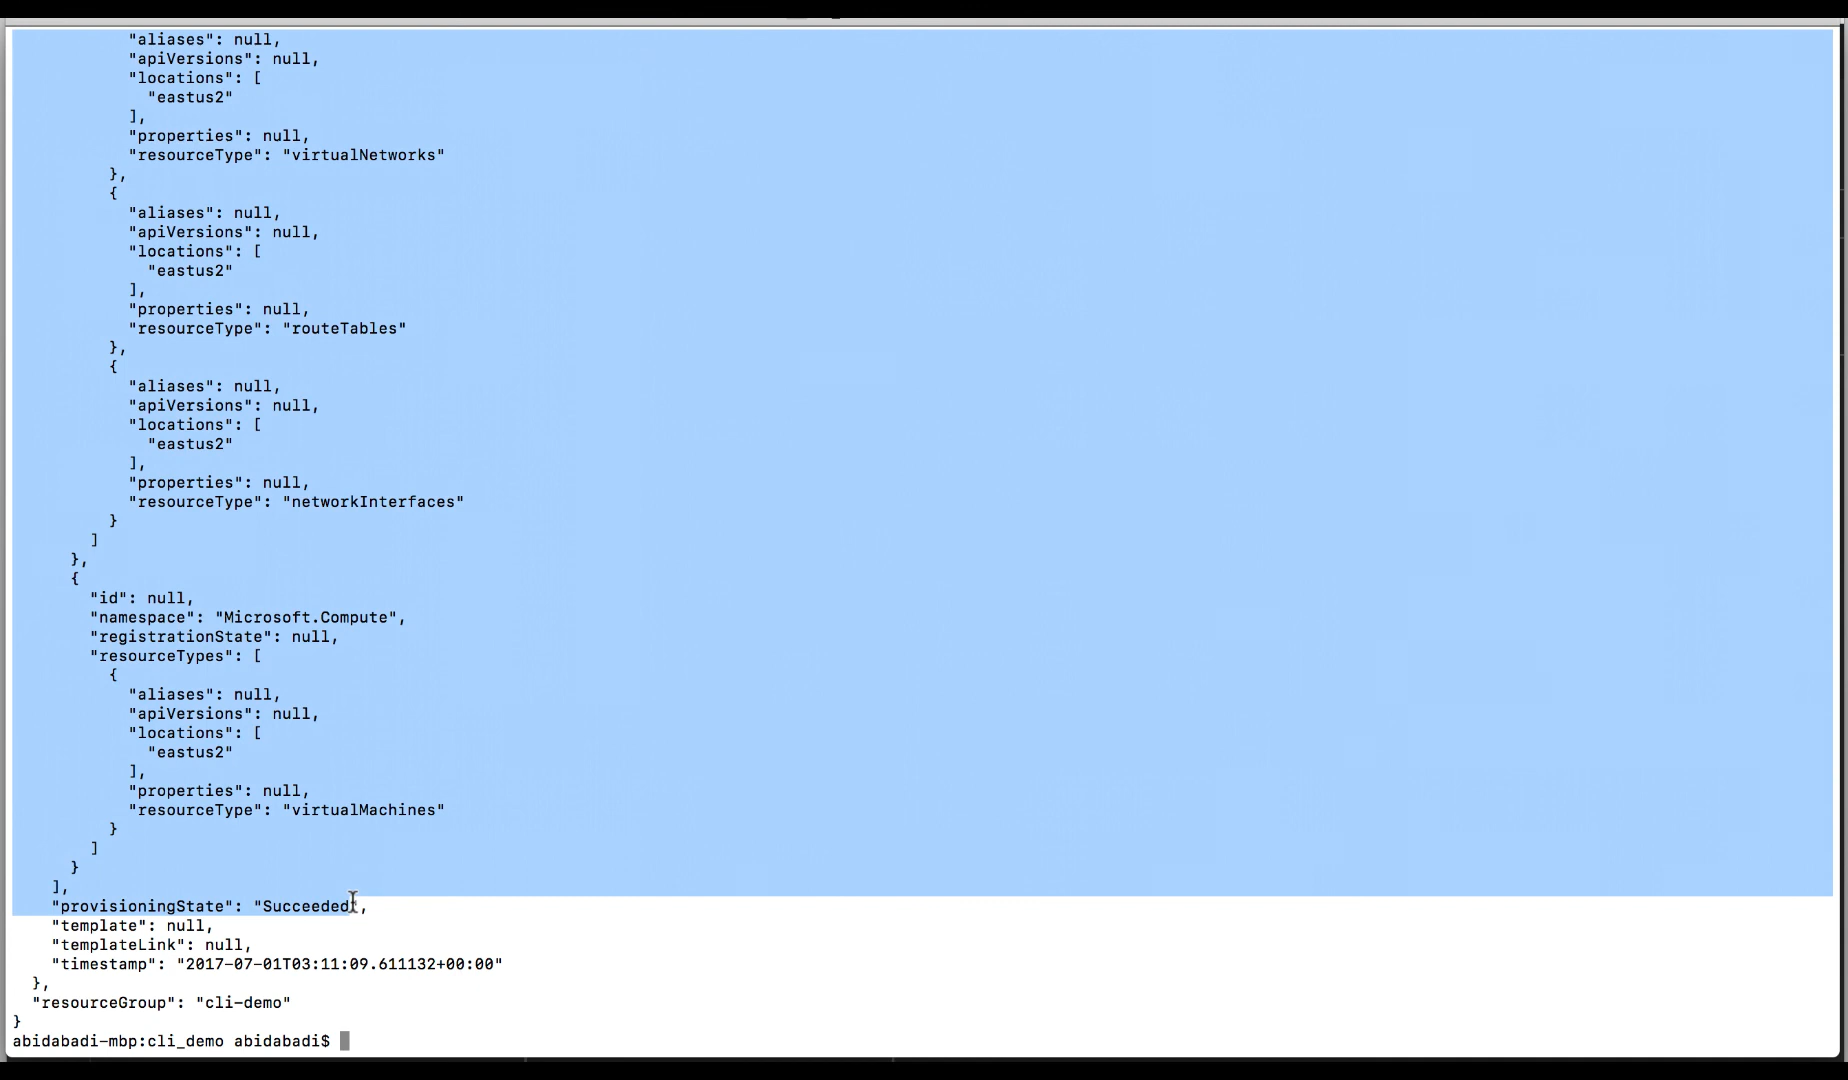 "aliases": null,
            "apiVersions": null,
            "locations": [
              "eastus2"
            ],
            "properties": null,
            "resourceType": "virtualNetworks"
          },
          {
            "aliases": null,
            "apiVersions": null,
            "locations": [
              "eastus2"
            ],
            "properties": null,
            "resourceType": "routeTables"
          },
          {
            "aliases": null,
            "apiVersions": null,
            "locations": [
              "eastus2"
            ],
            "properties": null,
            "resourceType": "networkInterfaces"
          }
        ]
      },
      {
        "id": null,
        "namespace": "Microsoft.Compute",
        "registrationState": null,
        "resourceTypes": [
          {
            "aliases": null,
            "apiVersions": null,
            "locations": [
              "eastus2"
            ],
            "properties": null,
            "resourceType": "virtualMachines"
          }
        ]
      }
    ],
    "provisioningState": "Succeeded",
    "template": null,
    "templateLink": null,
    "timestamp": "2017-07-01T03:11:09.611132+00:00"
  },
  "resourceGroup": "cli-demo"
}
abidabadi-mbp:cli_demo abidabadi$